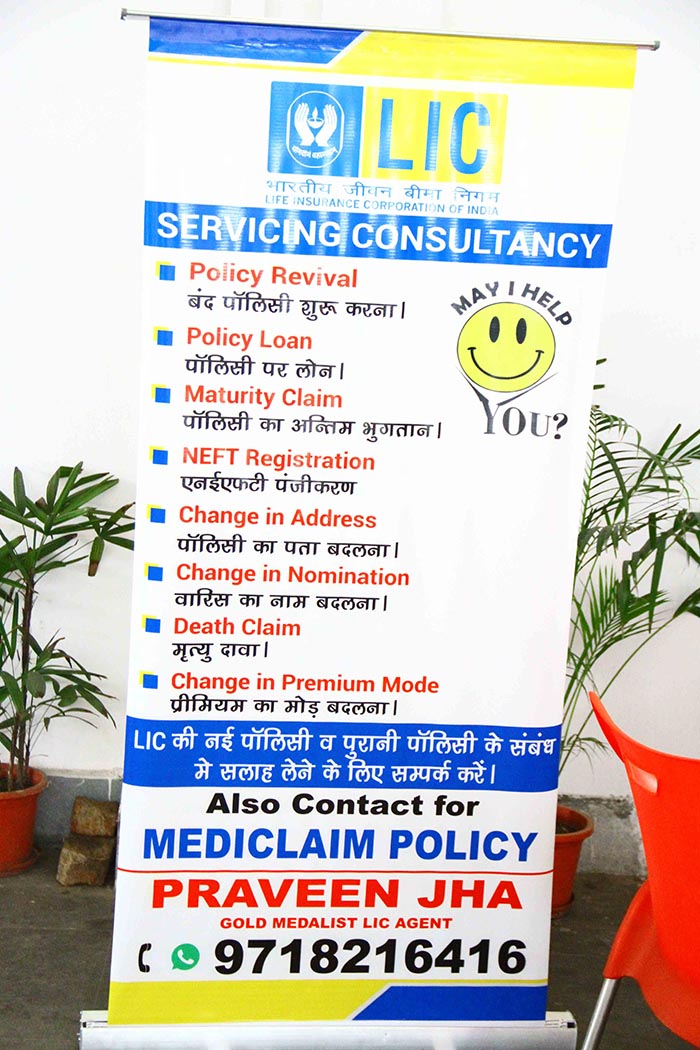 LIC
भारतीय जीवन बीमा निगम
LIFE INSURANCE CORPORATION OF INDIA
SERVICING CONSULTANCY
Policy Revival
बंद पॉलिसी शुरू करना।
Policy Loan
पॉलिसी पर लोन।
Maturity Claim
पॉलिसी का अन्तिम भुगतान।
NEFT Registration
एनईएफटी पंजीकरण
Change in Address
पॉलिसी का पता बदलना।
Change in Nomination
वारिस का नाम बदलना।
Death Claim
मृत्यु दावा।
Change in Premium Mode
प्रीमियम का मोड़ बदलना।
MAY I HELP
YOU?
LIC की नई पॉलिसी व पुरानी पॉलिसी के संबंध
मे सलाह लेने के लिए सम्पर्क करें।
Also Contact for
MEDICLAIM POLICY
PRAVEEN JHA
GOLD MEDALIST LIC AGENT
9718216416